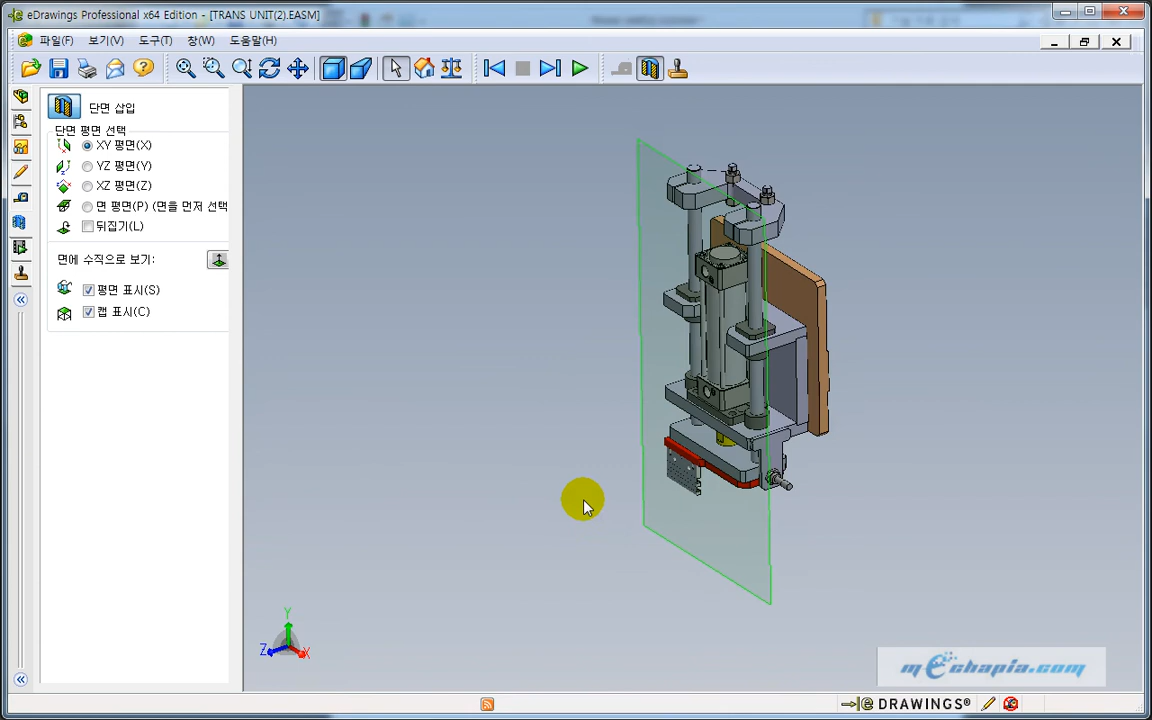 eDrawings Professional x64 Edition - [TRANS UNIT(2).EASM]
파일(F) 보기(V) 도구(T) 창(W) 도움말(H)
단면 삽입
단면 평면 선택
XY 평면(X)
YZ 평면(Y)
XZ 평면(Z)
면 평면(P) (면을 먼저 선택
뒤집기(L)
면에 수직으로 보기:
평면 표시(S)
캡 표시(C)
Y
Z X
mechapia.com
e DRAWINGS®